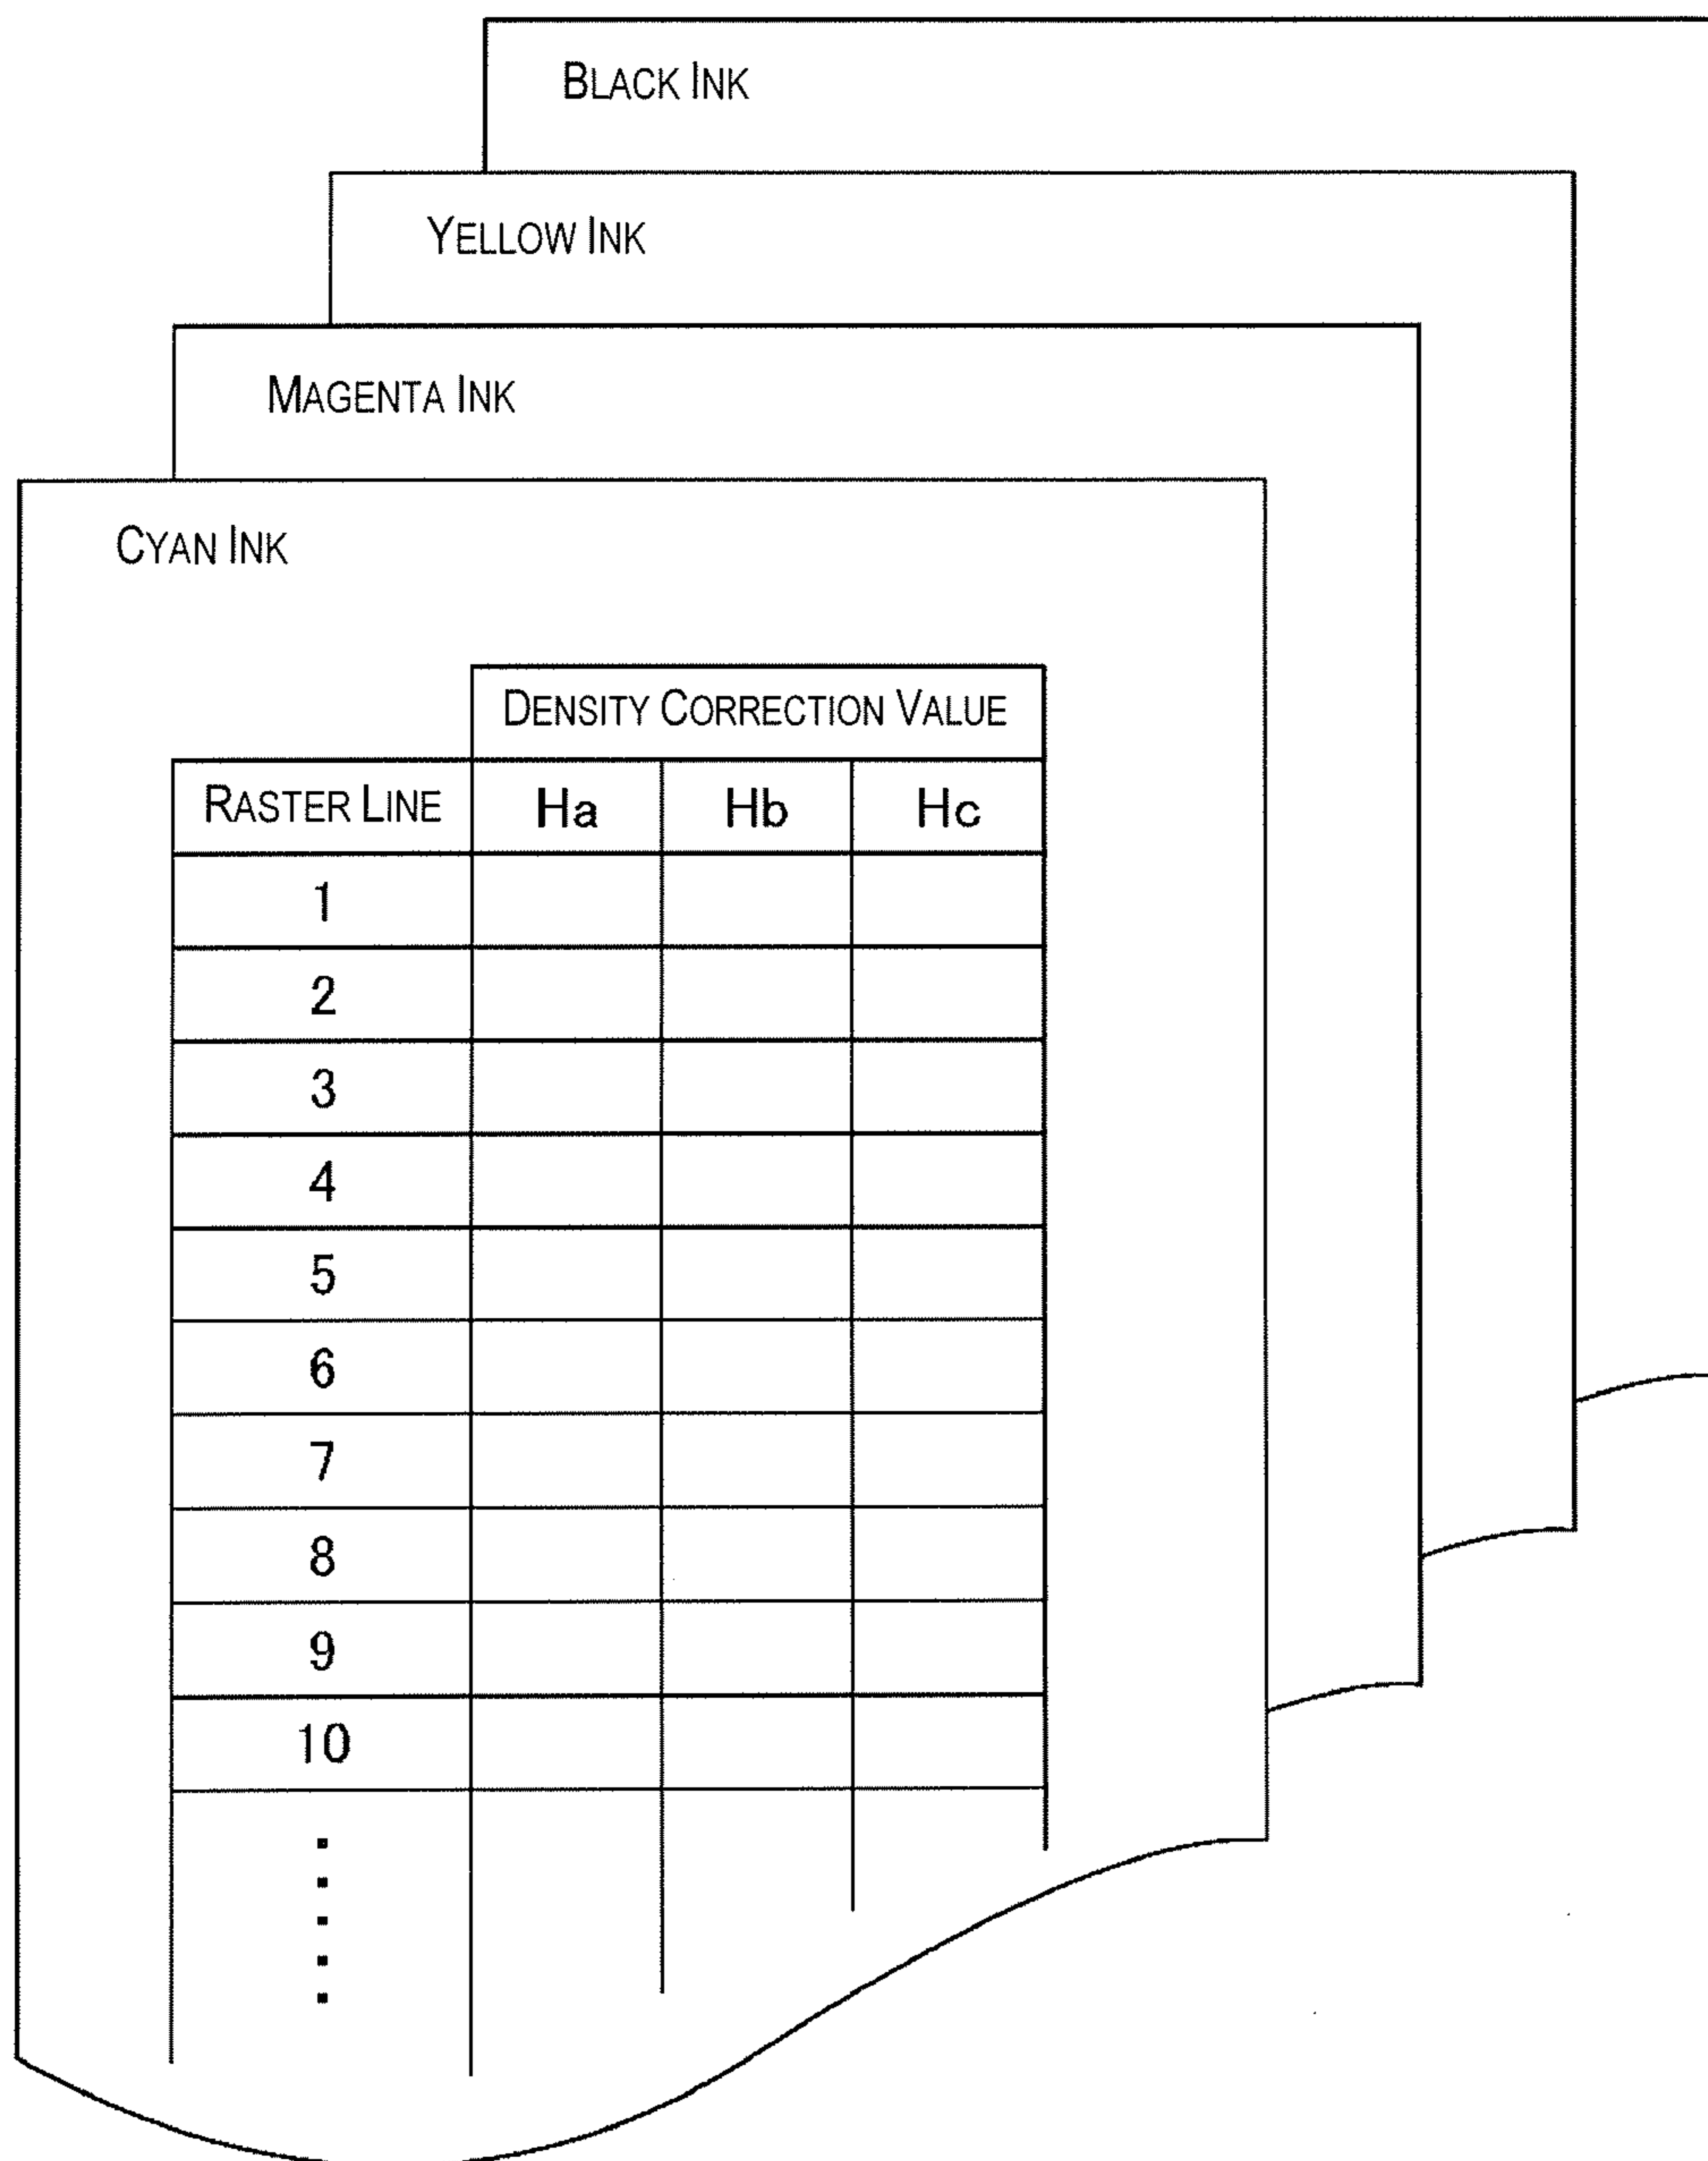 BLACK INK
YELLOW INK
MAGENTA INK
CYAN INK
DENSITY CORRECTION VALUE
RASTER LINE Ha Hb Hc
1
2
3
4
5
6
7
8
9
10